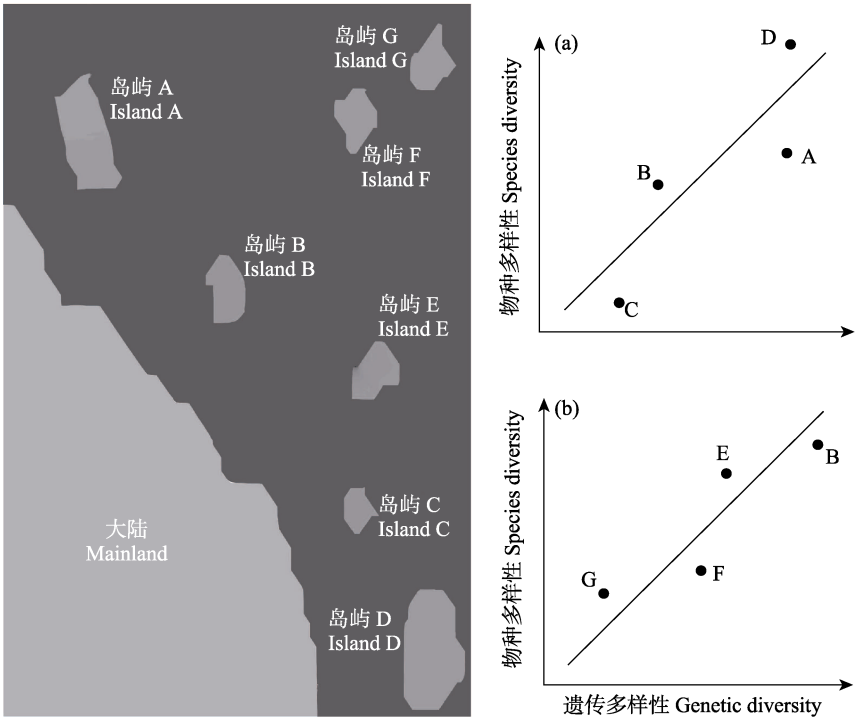 岛屿 G
Island G
岛屿 A
Island A
岛屿 F
Island F
岛屿 B
Island B
岛屿 E
Island E
岛屿 C
Island C
大陆
Mainland
岛屿 D
Island D
(a)
物种多样性 Species diversity
D
A
B
C
(b)
物种多样性 Species diversity
E
B
F
G
遗传多样性 Genetic diversity